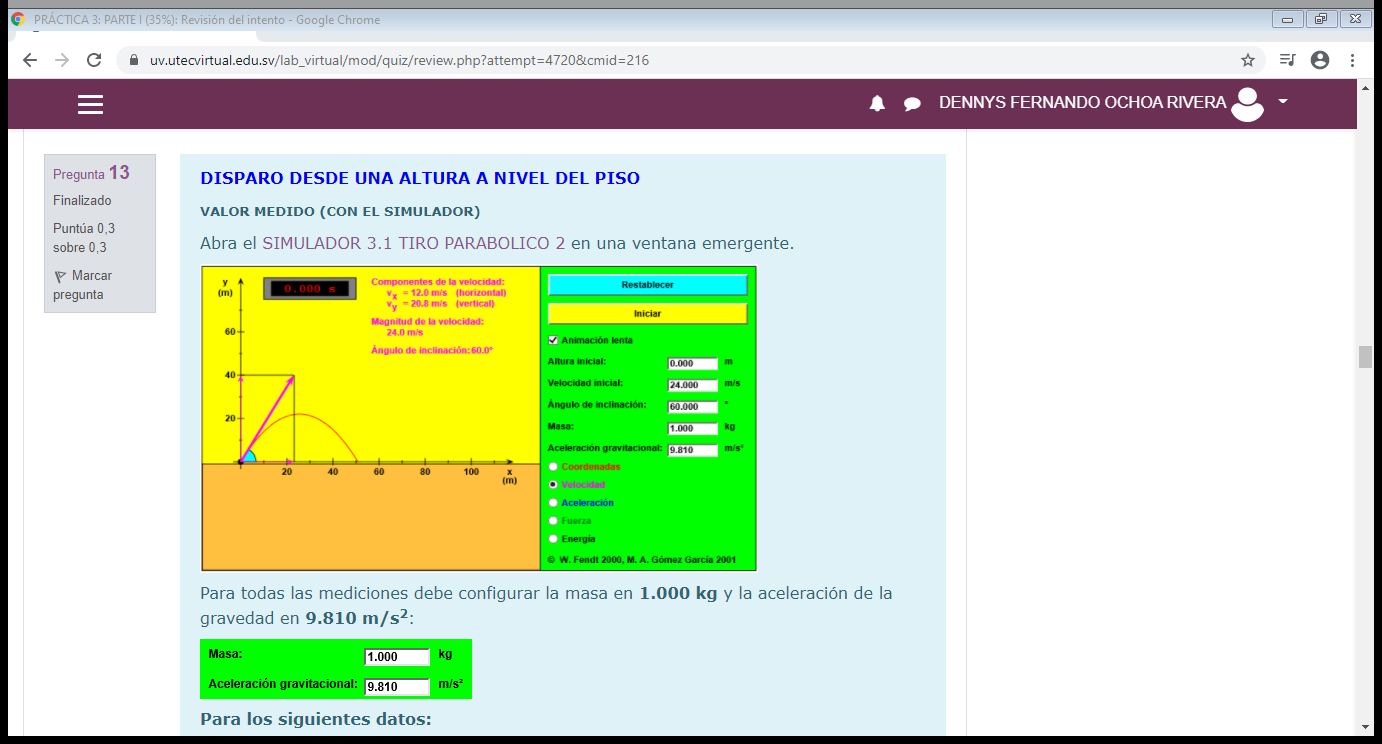 PRÁCTICA 3: PARTE I (35%): Revisión del intento - Google Chrome
uv.utecvirtual.edu.sv/lab_virtual/mod/quiz/review.php?attempt=4720&cmid=216
DENNYS FERNANDO OCHOA RIVERA
Pregunta 13
Finalizado
Puntúa 0,3
sobre 0,3
Marcar
pregunta
DISPARO DESDE UNA ALTURA A NIVEL DEL PISO
VALOR MEDIDO (CON EL SIMULADOR)
Abra el SIMULADOR 3.1 TIRO PARABOLICO 2 en una ventana emergente.
y
(m)
0.000 s
Componentes de la velocidad:
vx = 12.0 m/s (horizontal)
vy = 20.8 m/s (vertical)
Magnitud de la velocidad:
24.0 m/s
Ángulo de inclinación:60.0°
60
40
20
0
20 40 60 80 100 x
(m)
Restablecer
Iniciar
Animación lenta
Altura inicial: 0.000 m
Velocidad inicial: 24.000 m/s
Ángulo de inclinación: 60.000 °
Masa: 1.000 kg
Aceleración gravitacional: 9.810 m/s²
Coordenadas
Velocidad
Aceleración
Fuerza
Energía
© W. Fendt 2000, M. A. Gómez García 2001
Para todas las mediciones debe configurar la masa en 1.000 kg y la aceleración de la
gravedad en 9.810 m/s²:
Masa: 1.000 kg
Aceleración gravitacional: 9.810 m/s²
Para los siguientes datos: